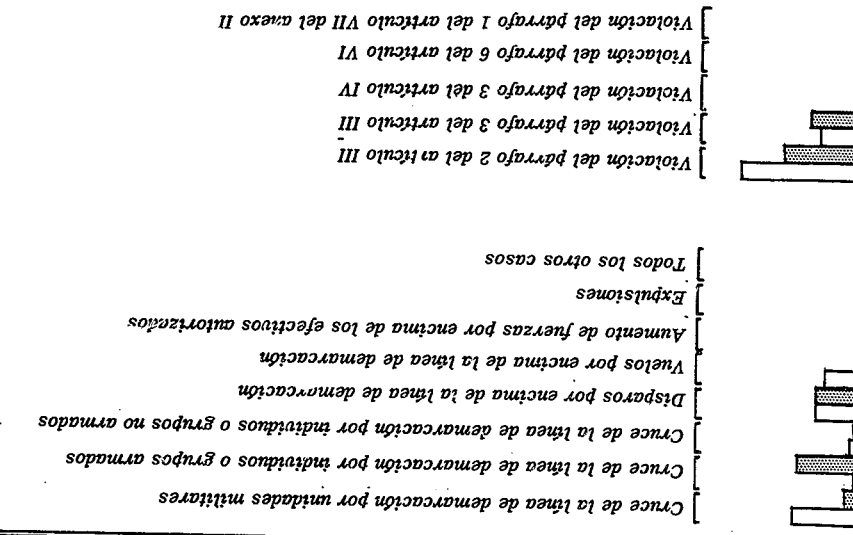 Cruce de la línea de demarcación por unidades militares
Cruce de la línea de demarcación por individuos o grupos armados
Cruce de la línea de demarcación por individuos o grupos no armados
Disparos por encima de la línea de demarcación
Vuelos por encima de la línea de demarcación
Aumento de fuerzas por encima de los efectivos autorizados
Expulsiones
Todos los otros casos
Violación del párrafo 2 del artículo III
Violación del párrafo 3 del artículo III
Violación del párrafo 3 del artículo IV
Violación del párrafo 6 del artículo VI
Violación del párrafo 1 del artículo VII del anexo II